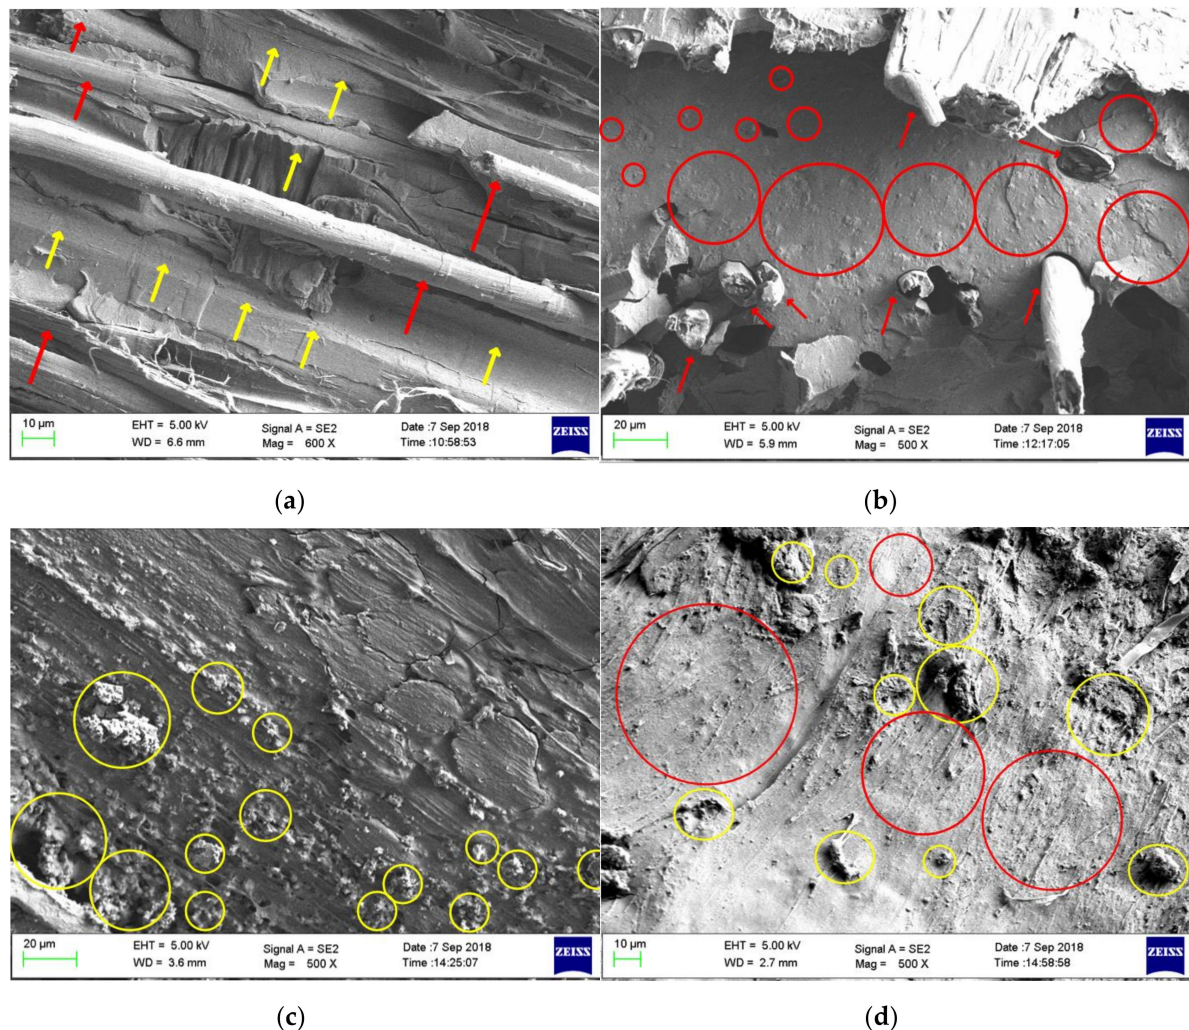 10 µm
EHT = 5.00 kV
WD = 6.6 mm
Signal A = SE2
Mag = 600 X
Date :7 Sep 2018
Time :10:58:53
ZEISS
20 µm
EHT = 5.00 kV
WD = 5.9 mm
Signal A = SE2
Mag = 500 X
Date :7 Sep 2018
Time :12:17:05
ZEISS
(a)
(b)
20 µm
EHT = 5.00 kV
WD = 3.6 mm
Signal A = SE2
Mag = 500 X
Date :7 Sep 2018
Time :14:25:07
ZEISS
10 µm
EHT = 5.00 kV
WD = 2.7 mm
Signal A = SE2
Mag = 500 X
Date :7 Sep 2018
Time :14:58:58
ZEISS
(c)
(d)